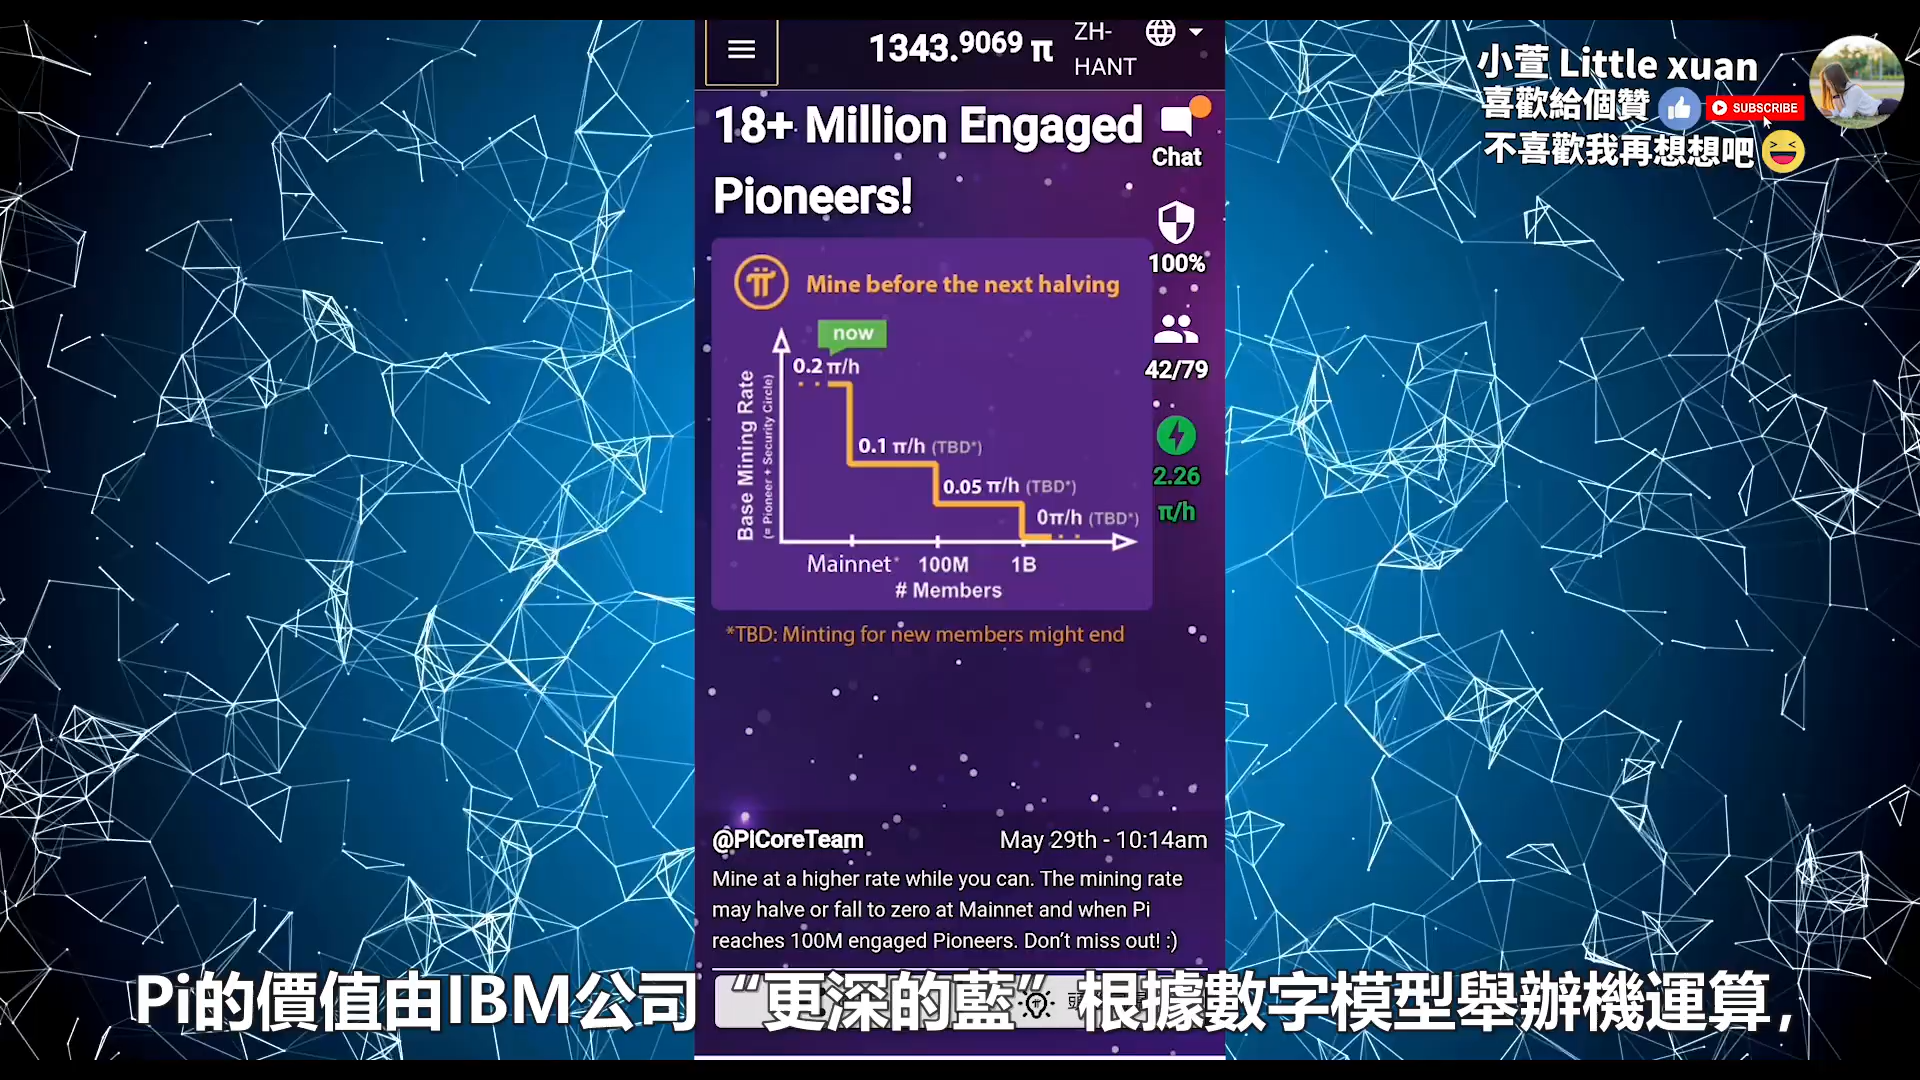 1343.9069 π
ZH-
HANT
18+ Million Engaged
Pioneers!
Chat
100%
42/79
2.26
π/h
Mine before the next halving
now
0.2 π/h
0.1 π/h (TBD*)
0.05 π/h (TBD*)
0π/h (TBD*)
Base Mining Rate
(= Pioneer + Security Circle)
Mainnet* 100M 1B
# Members
*TBD: Minting for new members might end
@PiCoreTeam May 29th - 10:14am
Mine at a higher rate while you can. The mining rate
may halve or fall to zero at Mainnet and when Pi
reaches 100M engaged Pioneers. Don't miss out! :)
小萱 Little xuan
喜歡給個贊 SUBSCRIBE
不喜歡我再想想吧
Pi的價值由IBM公司“更深的藍”根據數字模型舉辦機運算，